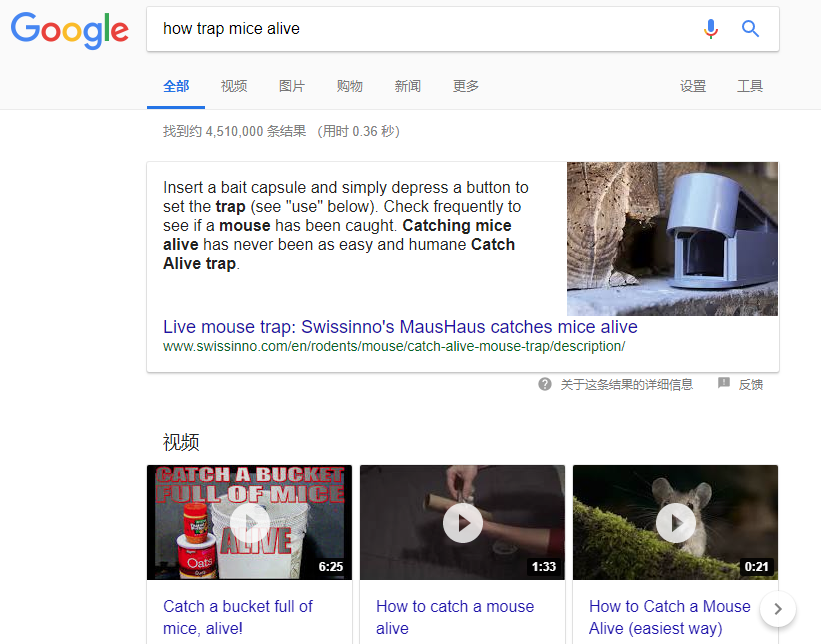 Google
how trap mice alive
全部 视频 图片 购物 新闻 更多 设置 工具
找到约 4,510,000 条结果 （用时 0.36 秒）
Insert a bait capsule and simply depress a button to
set the trap (see "use" below). Check frequently to
see if a mouse has been caught. Catching mice
alive has never been as easy and humane Catch
Alive trap.
Live mouse trap: Swissinno's MausHaus catches mice alive
www.swissinno.com/en/rodents/mouse/catch-alive-mouse-trap/description/
关于这条结果的详细信息 反馈
视频
CATCH A BUCKET
FULL OF MICE
ALIVE
Oats
6:25
1:33
0:21
Catch a bucket full of
mice, alive!
How to catch a mouse
alive
How to Catch a Mouse
Alive (easiest way)